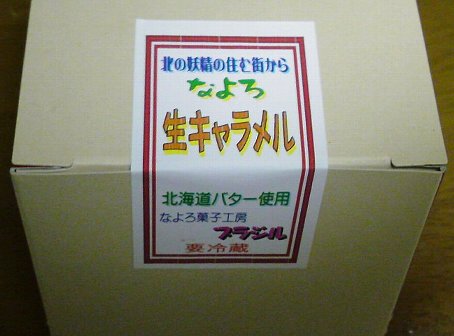 北の妖精の住む街から
なよろ
生キャラメル
北海道バター使用
なよろ菓子工房
ブラジル
要冷蔵